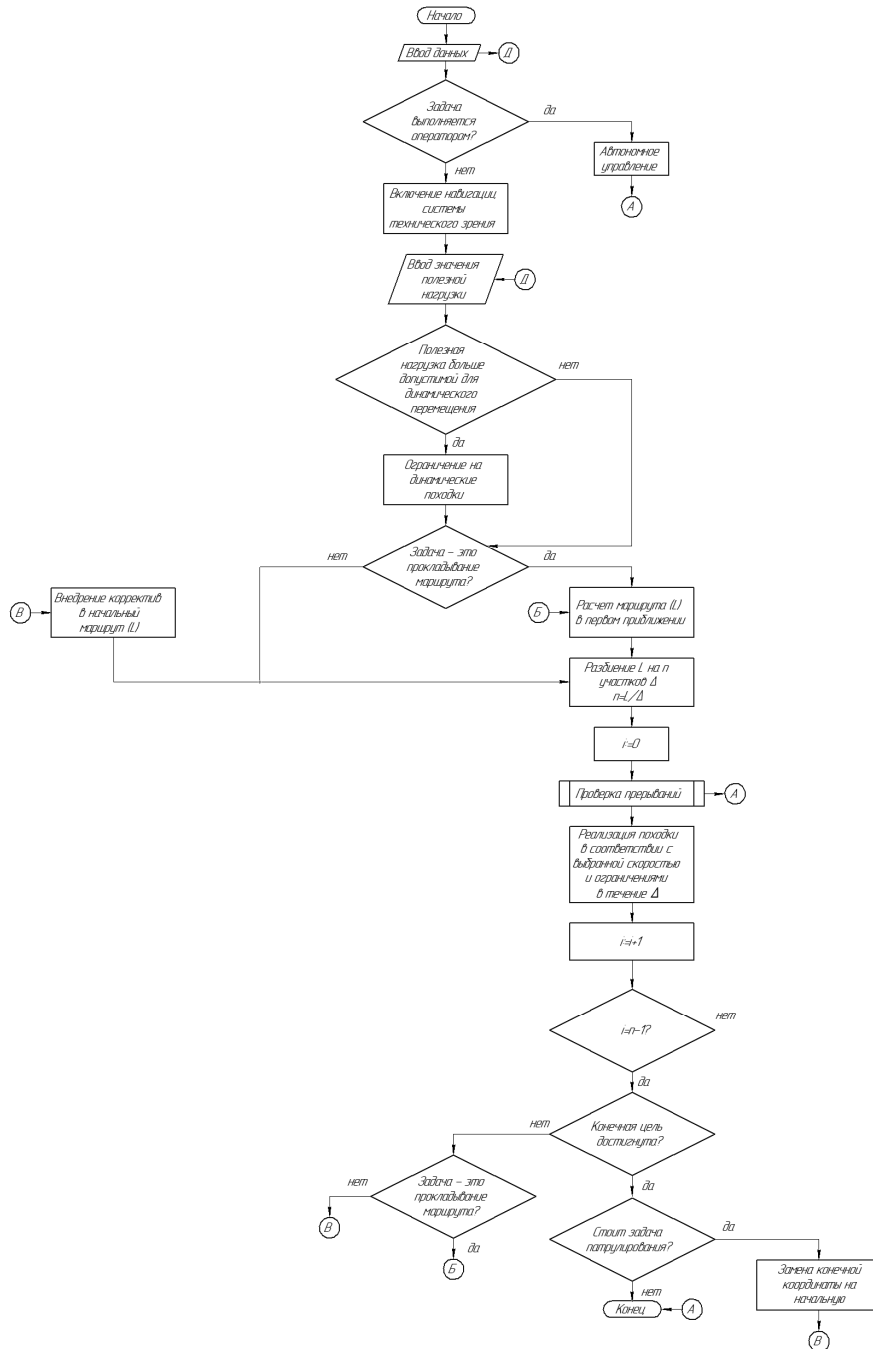 Начало
Ввод данных
Д
Задача
выполняется
оператором?
да
нет
Автономное
управление
А
Включение навигации,
системы
технического зрения
Ввод значения
полезной
нагрузки
Д
Полезная
нагрузка больше
допустимой для
динамического
перемещения
нет
да
Ограничение на
динамические
походки
нет
Задача – это
прокладывание
маршрута?
да
В
Внедрение корректив
в начальный
маршрут (L)
Б
Расчет маршрута (L)
в первом приближении
Разбиение L на n
участков Δ
n=L/Δ
i:=0
Проверка прерываний
А
Реализация походки
в соответствии с
выбранной скоростью
и ограничениями
в течение Δ
i:=i+1
i=n-1?
нет
да
Конечная цель
достигнута?
нет
да
нет
Задача – это
прокладывание
маршрута?
да
В
Б
Стоит задача
патрулирования?
да
нет
Замена конечной
координаты на
начальную
В
Конец
А